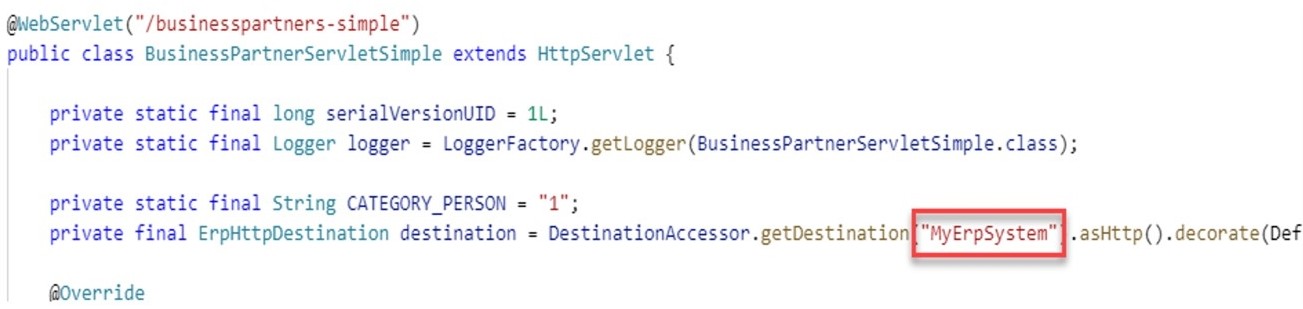 @WebServlet("/businesspartners-simple")
public class BusinessPartnerServletSimple extends HttpServlet {
private static final long serialVersionUID = 1L;
private static final Logger logger = LoggerFactory.getLogger(BusinessPartnerServletSimple.class);
private static final String CATEGORY_PERSON = "1";
private final ErpHttpDestination destination = DestinationAccessor.getDestination("MyErpSystem").asHttp().decorate(Def
@Override